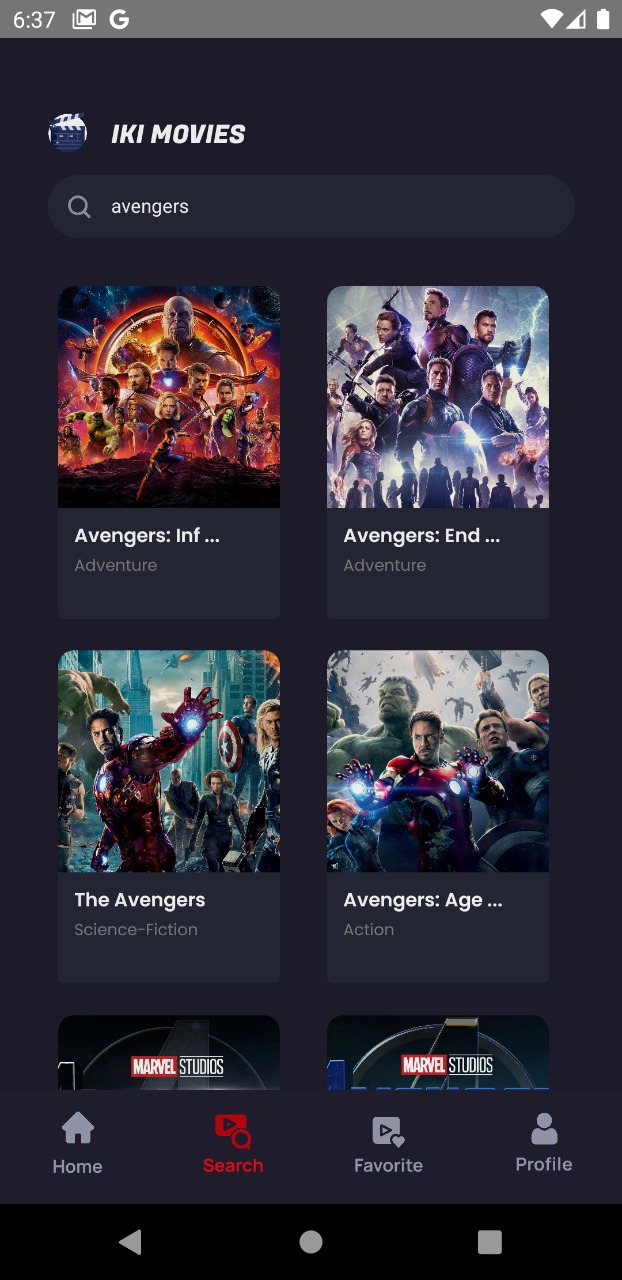 6:37
IKI MOVIES
avengers
Avengers: Inf ...
Adventure
Avengers: End ...
Adventure
The Avengers
Science-Fiction
Avengers: Age ...
Action
MARVEL STUDIOS
MARVEL STUDIOS
Home
Search
Favorite
Profile